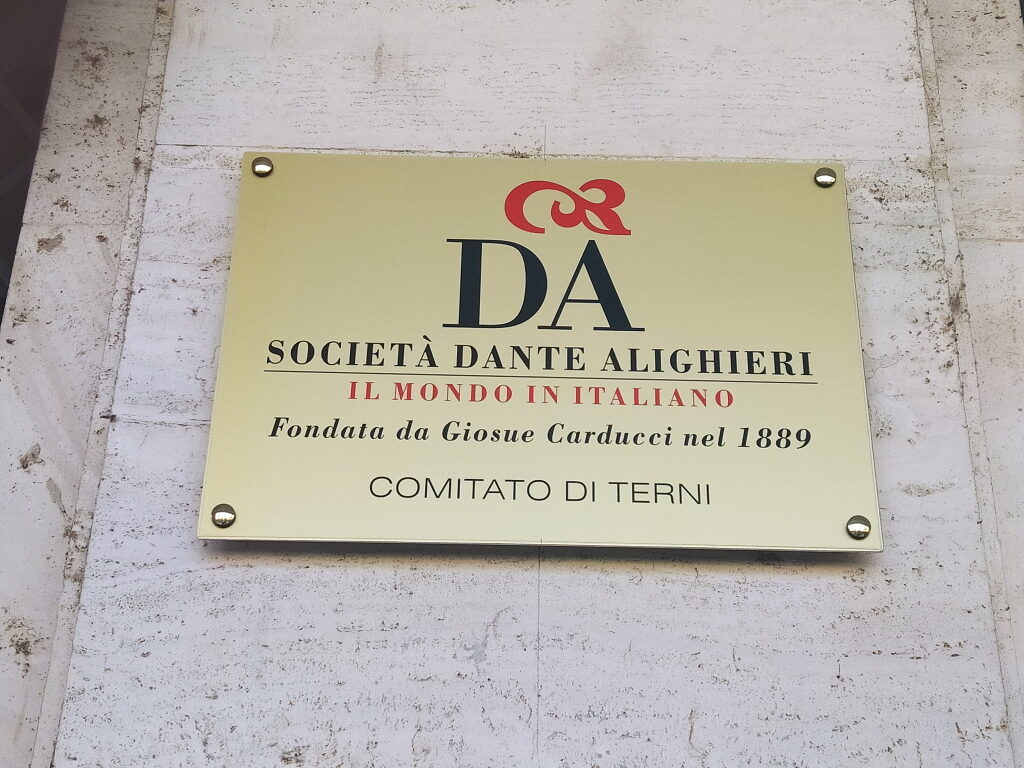 DA
SOCIETÀ DANTE ALIGHIERI
IL MONDO IN ITALIANO
Fondata da Giosue Carducci nel 1889
COMITATO DI TERNI